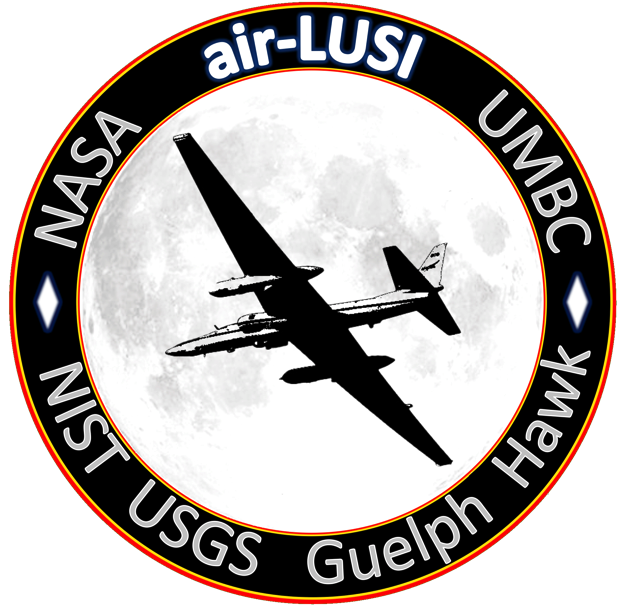 air-LUSI
NASA
UMBC
NIST
USGS
Guelph
Hawk